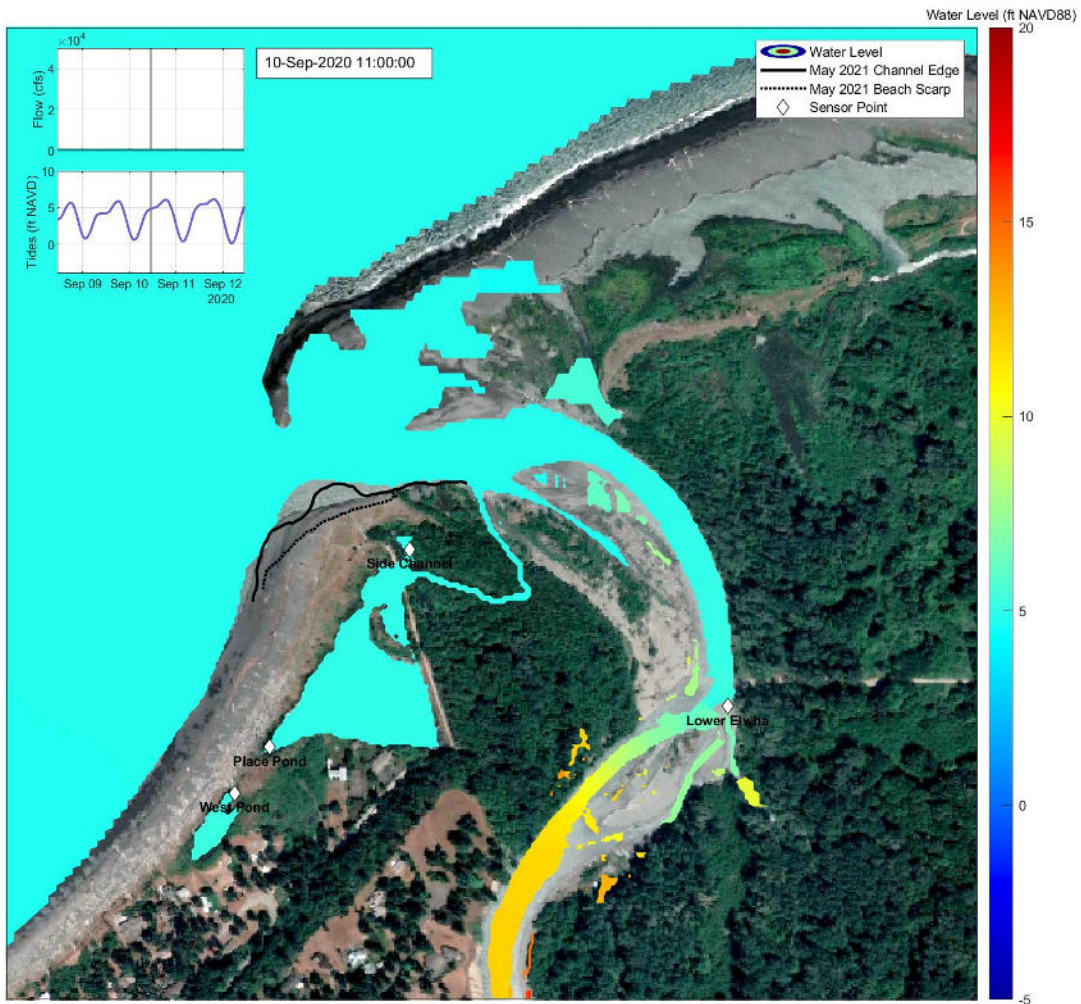 Water Level (ft NAVD88)
20
×10⁴
4
2
0
Flow (cfs)
10-Sep-2020 11:00:00
Water Level
May 2021 Channel Edge
May 2021 Beach Scarp
Sensor Point
10
5
0
Tides (ft NAVD)
Sep 09
Sep 10
Sep 11
Sep 12
2020
15
10
5
0
-5
Side Channel
Lower Elwha
Place Pond
West Pond